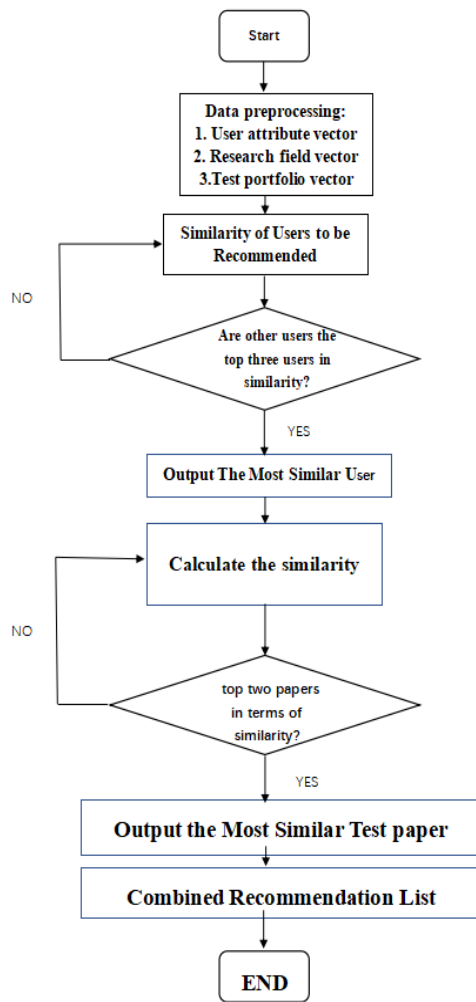 Start
Data preprocessing:
1. User attribute vector
2. Research field vector
3.Test portfolio vector
Similarity of Users to be
Recommended
NO
Are other users the
top three users in
similarity?
YES
Output The Most Similar User
Calculate the similarity
NO
top two papers
in terms of
similarity?
YES
Output the Most Similar Test paper
Combined Recommendation List
END